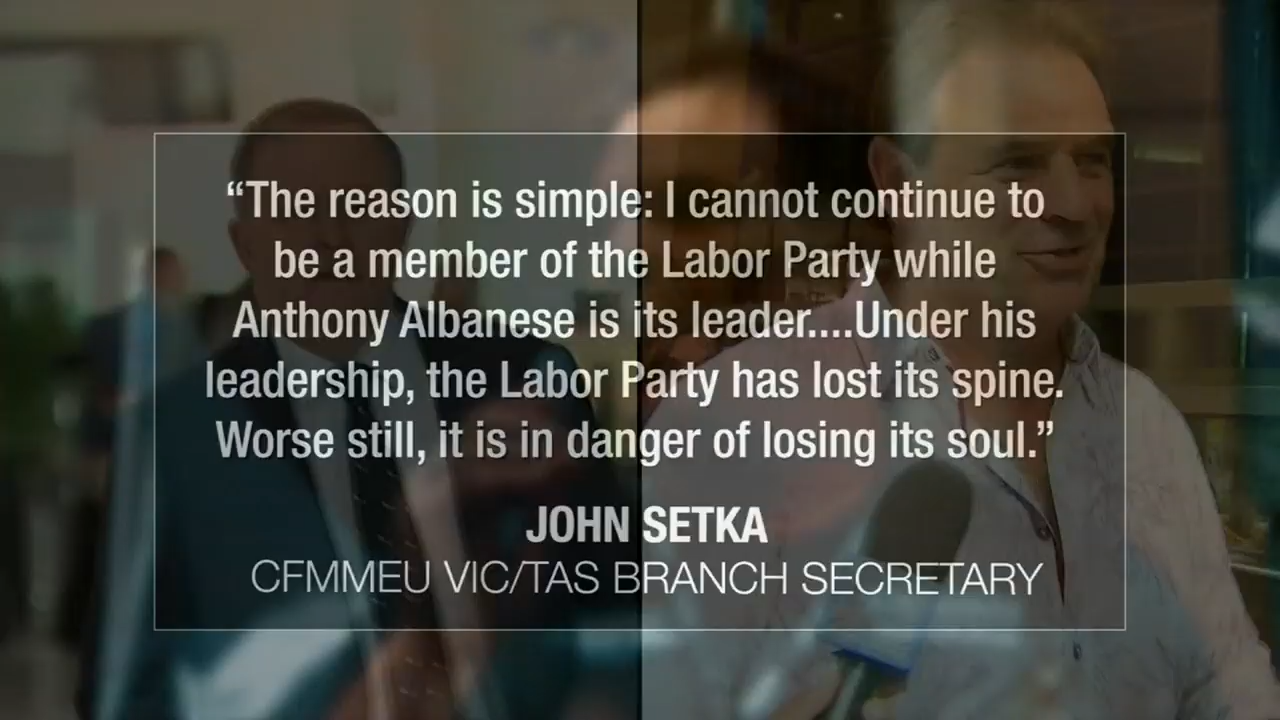 “The reason is simple: I cannot continue to
be a member of the Labor Party while
Anthony Albanese is its leader....Under his
leadership, the Labor Party has lost its spine.
Worse still, it is in danger of losing its soul.”
JOHN SETKA
CFMMEU VIC/TAS BRANCH SECRETARY